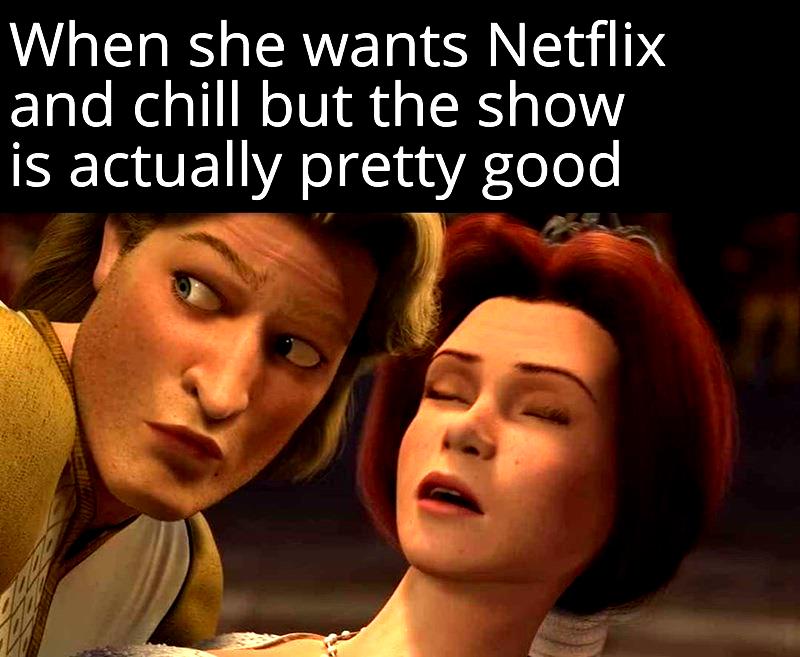 When she wants Netflix
and chill but the show
is actually pretty good